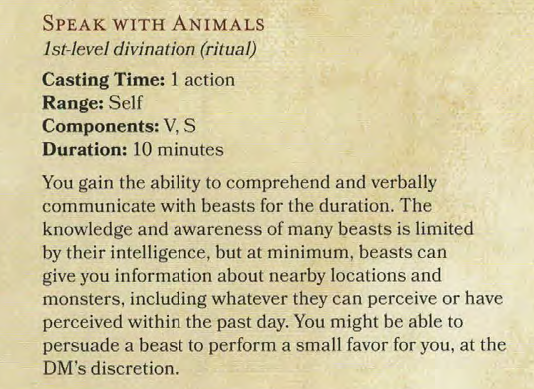 SPEAK WITH ANIMALS
1st-level divination (ritual)
Casting Time: 1 action
Range: Self
Components: V, S
Duration: 10 minutes
You gain the ability to comprehend and verbally
communicate with beasts for the duration. The
knowledge and awareness of many beasts is limited
by their intelligence, but at minimum, beasts can
give you information about nearby locations and
monsters, including whatever they can perceive or have
perceived within the past day. You might be able to
persuade a beast to perform a small favor for you, at the
DM's discretion.